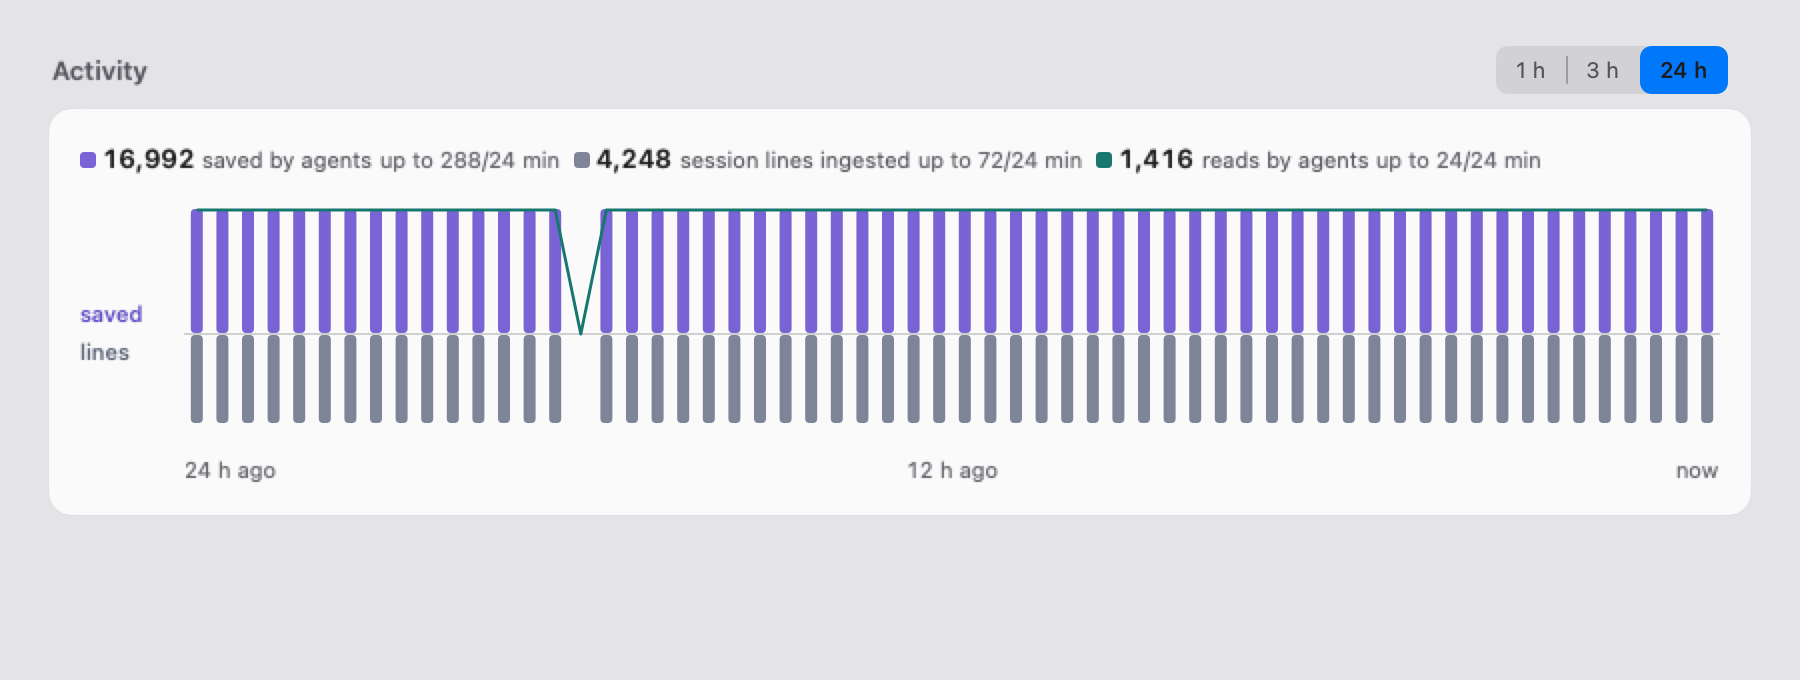 Activity
1 h 3 h 24 h
16,992 saved by agents up to 288/24 min 4,248 session lines ingested up to 72/24 min 1,416 reads by agents up to 24/24 min
saved
lines
24 h ago 12 h ago now